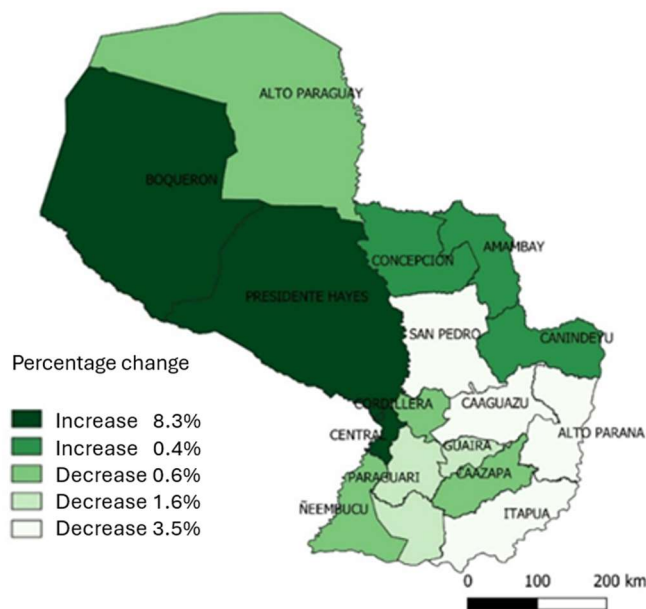 ALTO PARAGUAY
BOQUERON
AMAMBAY
CONCEPCIÓN
PRESIDENTE HAYES
SAN PEDRO
CANINDEYU
Percentage change
Increase 8.3%
Increase 0.4%
Decrease 0.6%
Decrease 1.6%
Decrease 3.5%
CORDILLERA
CAAGUAZU
CENTRAL
ALTO PARANA
GUAIRA
CAAZAPA
PARAGUARI
ÑEEMBUCU
ITAPUA
0 100 200 km